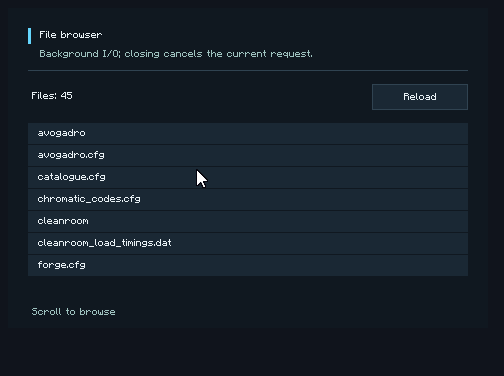 File browser
Background I/O; closing cancels the current request.
Files: 45
Reload
avogadro
avogadro.cfg
catalogue.cfg
chromatic_codes.cfg
cleanroom
cleanroom_load_timings.dat
forge.cfg
Scroll to browse